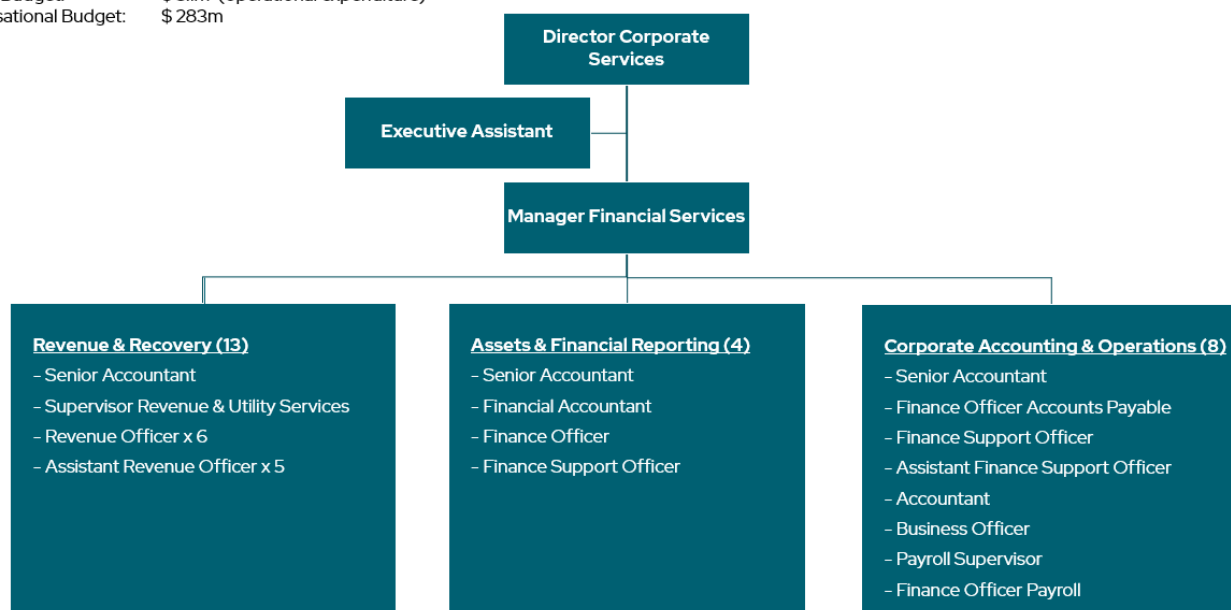 Budget:
(operational expenditure)
sational Budget: $ 283m
Director Corporate
Services
Executive Assistant
Manager Financial Services
Revenue & Recovery (13)
- Senior Accountant
- Supervisor Revenue & Utility Services
- Revenue Officer x 6
- Assistant Revenue Officer x 5
Assets & Financial Reporting (4)
- Senior Accountant
- Financial Accountant
- Finance Officer
- Finance Support Officer
Corporate Accounting & Operations (8)
- Senior Accountant
- Finance Officer Accounts Payable
- Finance Support Officer
- Assistant Finance Support Officer
- Accountant
- Business Officer
- Payroll Supervisor
- Finance Officer Payroll